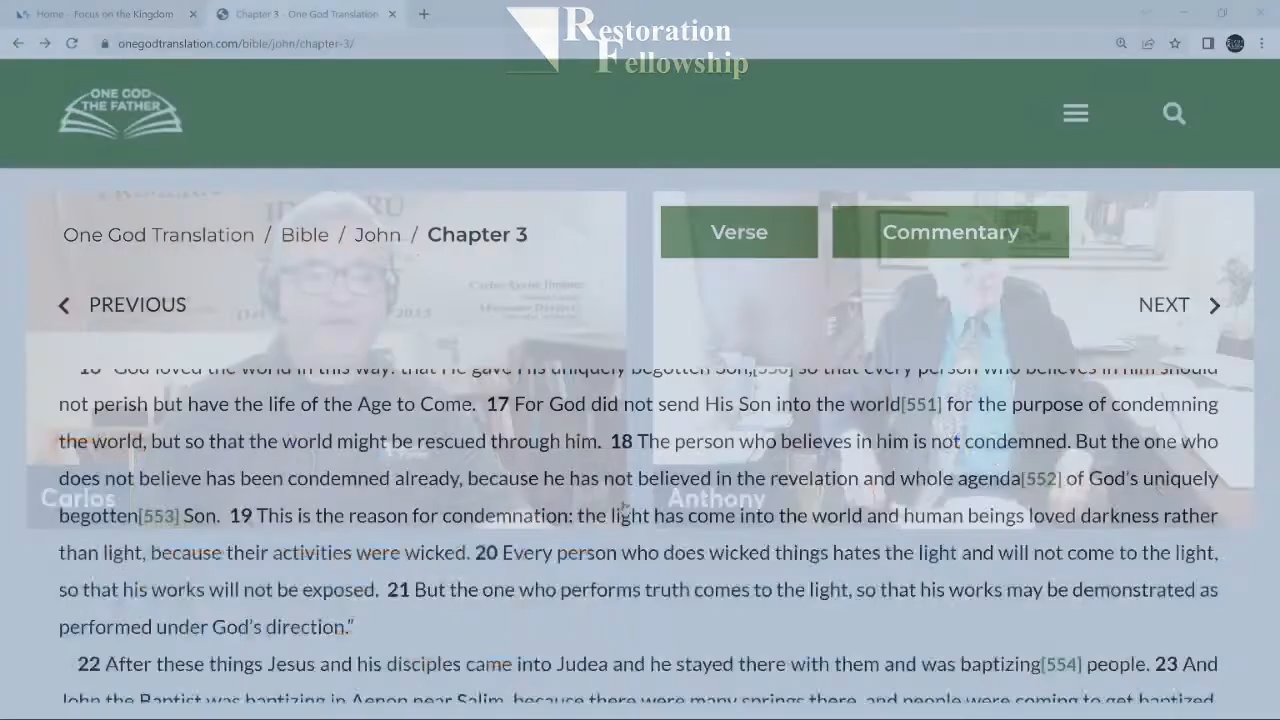 Home - Focus on the Kingdom
Chapter 3 - One God Translation
Restoration
Fellowship
onegodtranslation.com/bible/john/chapter-3/
ONE GOD
THE FATHER
One God Translation / Bible / John / Chapter 3
Verse
Commentary
PREVIOUS
NEXT
Carlos
Anthony
2023
16 "God loved the world in this way: that He gave His uniquely begotten Son,[550] so that every person who believes in him should
not perish but have the life of the Age to Come. 17 For God did not send His Son into the world[551] for the purpose of condemning
the world, but so that the world might be rescued through him. 18 The person who believes in him is not condemned. But the one who
does not believe has been condemned already, because he has not believed in the revelation and whole agenda[552] of God's uniquely
begotten[553] Son. 19 This is the reason for condemnation: the light has come into the world and human beings loved darkness rather
than light, because their activities were wicked. 20 Every person who does wicked things hates the light and will not come to the light,
so that his works will not be exposed. 21 But the one who performs truth comes to the light, so that his works may be demonstrated as
performed under God's direction."
22 After these things Jesus and his disciples came into Judea and he stayed there with them and was baptizing[554] people. 23 And
John the Baptist was baptizing in Aenon near Salim, because there were many springs there, and people were coming to get baptized.